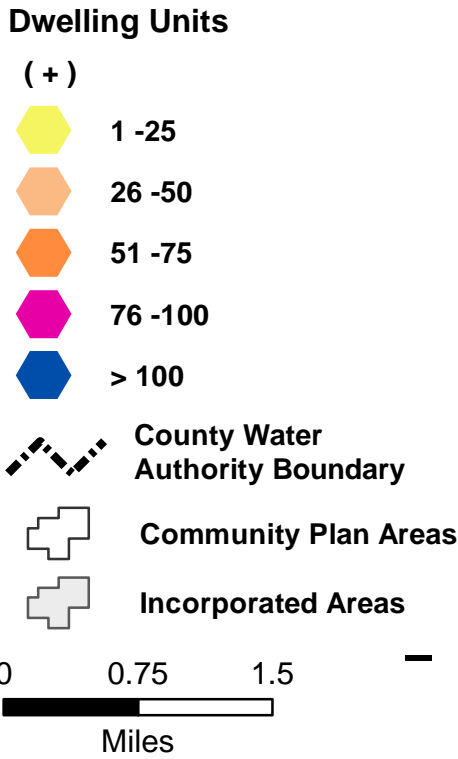 Dwelling Units
( + )
1 -25
26 -50
51 -75
76 -100
> 100
County Water
Authority Boundary
Community Plan Areas
Incorporated Areas
0 0.75 1.5
Miles